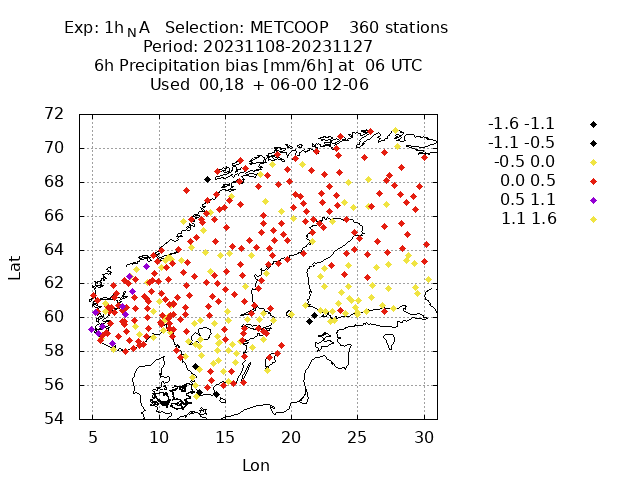 Exp: 1h_N A Selection: METCOOP 360 stations
Period: 20231108-20231127
6h Precipitation bias [mm/6h] at 06 UTC
Used 00,18 + 06-00 12-06
72
70
68
66
64
62
60
58
56
54
Lat
5 10 15 20 25 30
Lon
-1.6 -1.1
-1.1 -0.5
-0.5 0.0
0.0 0.5
0.5 1.1
1.1 1.6